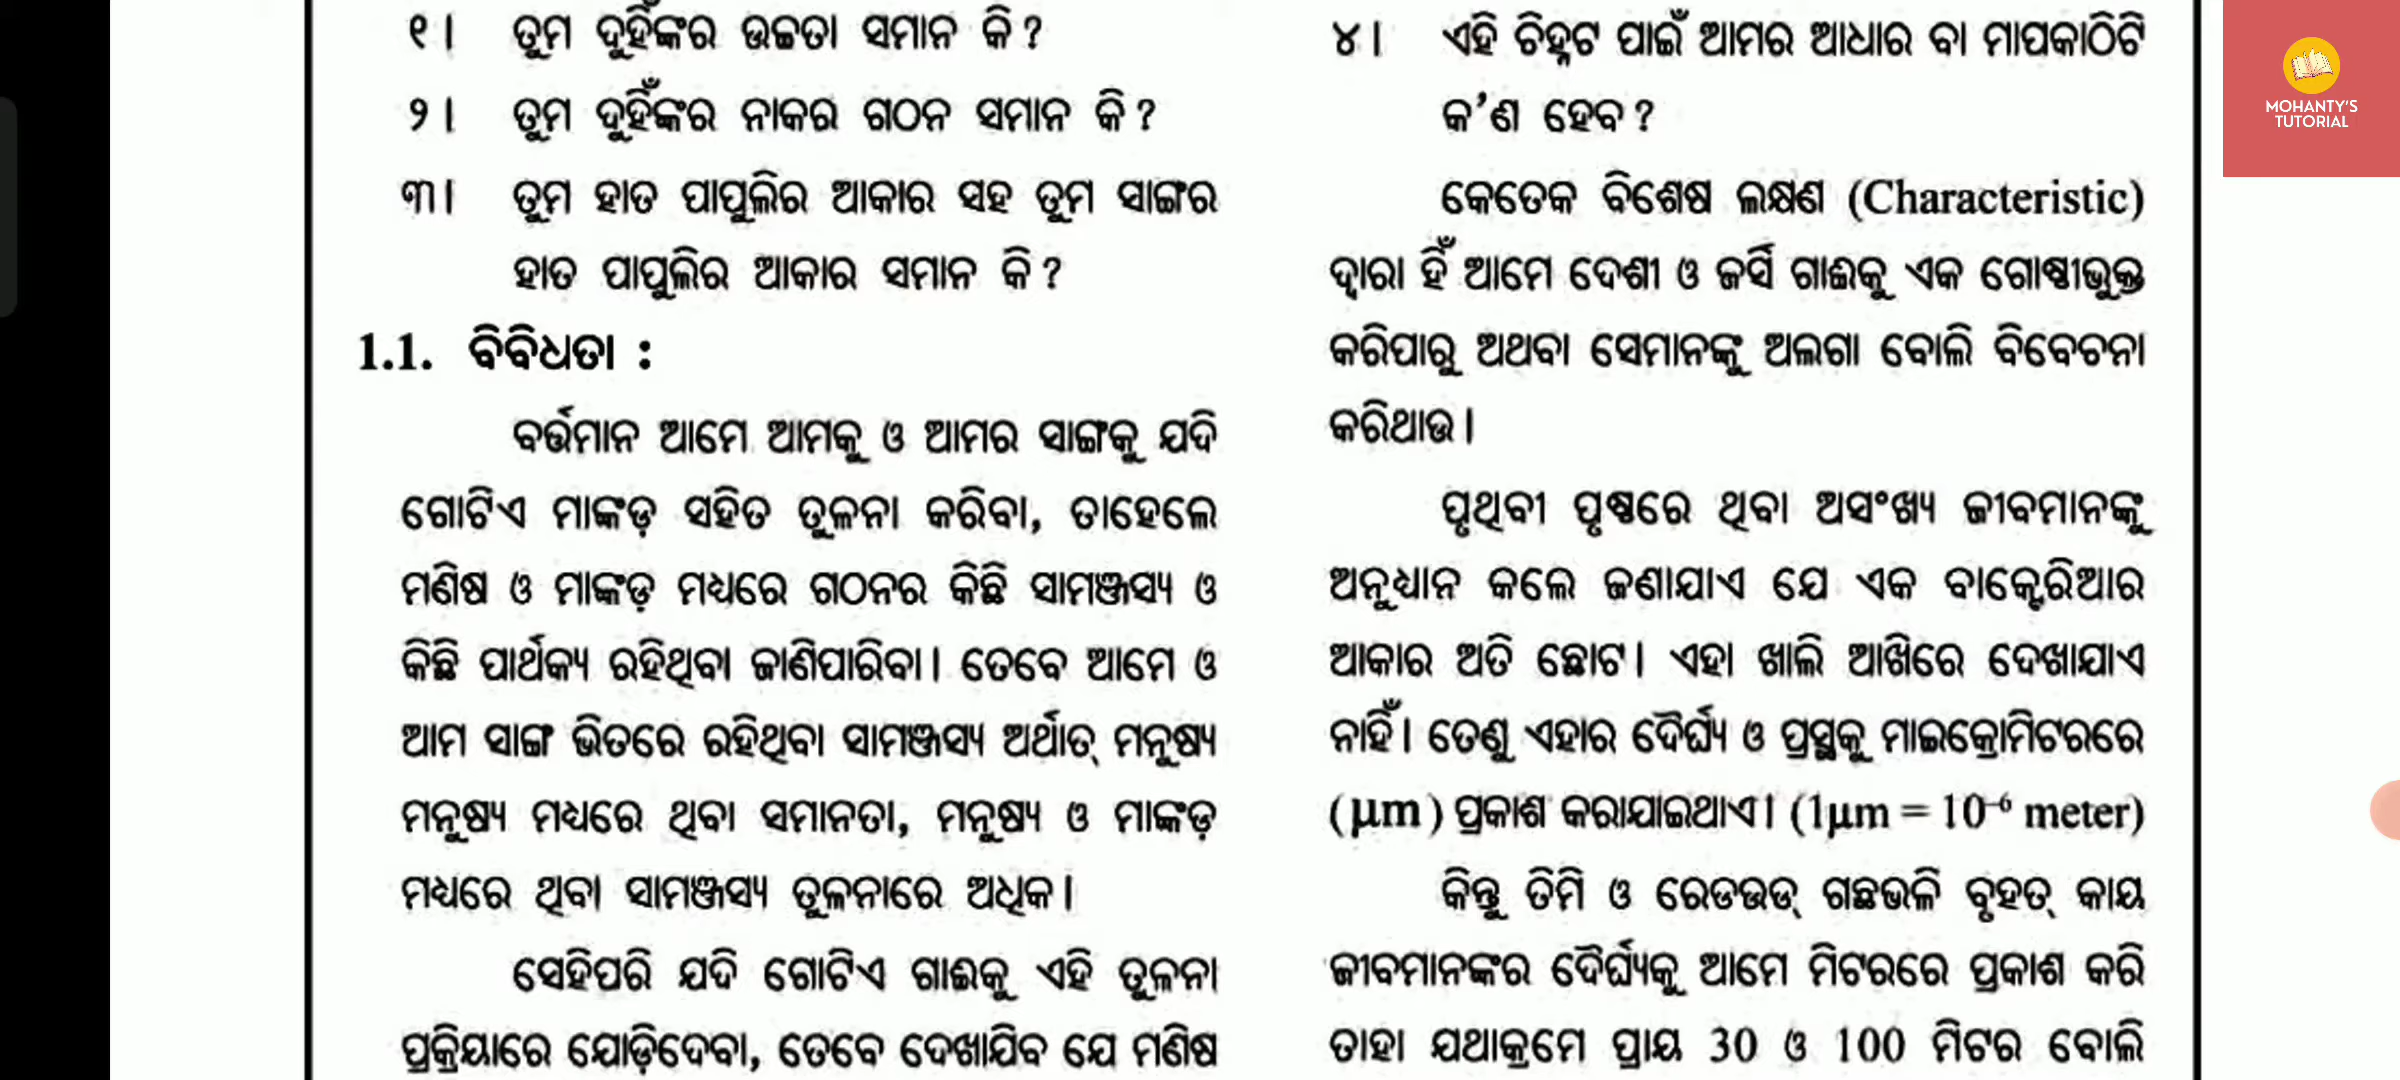 ୧। ତୁମ ଦୁହିଁଙ୍କର ଉଚ୍ଚତା ସମାନ କି ?
୨। ତୁମ ଦୁହିଁଙ୍କର ନାକର ଗଠନ ସମାନ କି ?
୩। ତୁମ ହାତ ପାପୁଲିର ଆକାର ସହ ତୁମ ସାଙ୍ଗର
ହାତ ପାପୁଲିର ଆକାର ସମାନ କି ?
1.1. ବିବିଧତା :
ବର୍ତ୍ତମାନ ଆମେ ଆମକୁ ଓ ଆମର ସାଙ୍ଗକୁ ଯଦି
ଗୋଟିଏ ମାଙ୍କଡ଼ ସହିତ ତୁଳନା କରିବା, ତାହେଲେ
ମଣିଷ ଓ ମାଙ୍କଡ଼ ମଧ୍ୟରେ ଗଠନର କିଛି ସାମଞ୍ଜସ୍ୟ ଓ
କିଛି ପାର୍ଥକ୍ୟ ରହିଥିବା ଜାଣିପାରିବା। ତେବେ ଆମେ ଓ
ଆମ ସାଙ୍ଗ ଭିତରେ ରହିଥିବା ସାମଞ୍ଜସ୍ୟ ଅର୍ଥାତ୍ ମନୁଷ୍ୟ
ମନୁଷ୍ୟ ମଧ୍ୟରେ ଥିବା ସମାନତା, ମନୁଷ୍ୟ ଓ ମାଙ୍କଡ଼
ମଧ୍ୟରେ ଥିବା ସାମଞ୍ଜସ୍ୟ ତୁଳନାରେ ଅଧିକ।
ସେହିପରି ଯଦି ଗୋଟିଏ ଗାଈକୁ ଏହି ତୁଳନା
ପ୍ରକ୍ରିୟାରେ ଯୋଡ଼ିଦେବା, ତେବେ ଦେଖାଯିବ ଯେ ମଣିଷ
୪। ଏହି ଚିହ୍ନଟ ପାଇଁ ଆମର ଆଧାର ବା ମାପକାଠିଟି
କ'ଣ ହେବ ?
କେତେକ ବିଶେଷ ଲକ୍ଷଣ (Characteristic)
ଦ୍ୱାରା ହିଁ ଆମେ ଦେଶୀ ଓ ଜର୍ସି ଗାଈକୁ ଏକ ଗୋଷ୍ଠୀଭୁକ୍ତ
କରିପାରୁ ଅଥବା ସେମାନଙ୍କୁ ଅଲଗା ବୋଲି ବିବେଚନା
କରିଥାଉ।
ପୃଥିବୀ ପୃଷ୍ଠରେ ଥିବା ଅସଂଖ୍ୟ ଜୀବମାନଙ୍କୁ
ଅନୁଧ୍ୟାନ କଲେ ଜଣାଯାଏ ଯେ ଏକ ବାକ୍ଟେରିଆର
ଆକାର ଅତି ଛୋଟ। ଏହା ଖାଲି ଆଖିରେ ଦେଖାଯାଏ
ନାହିଁ। ତେଣୁ ଏହାର ଦୈର୍ଘ୍ୟ ଓ ପ୍ରସ୍ଥକୁ ମାଇକ୍ରୋମିଟରରେ
(μm) ପ୍ରକାଶ କରାଯାଇଥାଏ। (1μm = 10⁻⁶ meter)
କିନ୍ତୁ ତିମି ଓ ରେଡଉଡ୍ ଗଛଭଳି ବୃହତ୍ କାୟ
ଜୀବମାନଙ୍କର ଦୈର୍ଘ୍ୟକୁ ଆମେ ମିଟରରେ ପ୍ରକାଶ କରି
ତାହା ଯଥାକ୍ରମେ ପ୍ରାୟ 30 ଓ 100 ମିଟର ବୋଲି
MOHANTY'S
TUTORIAL